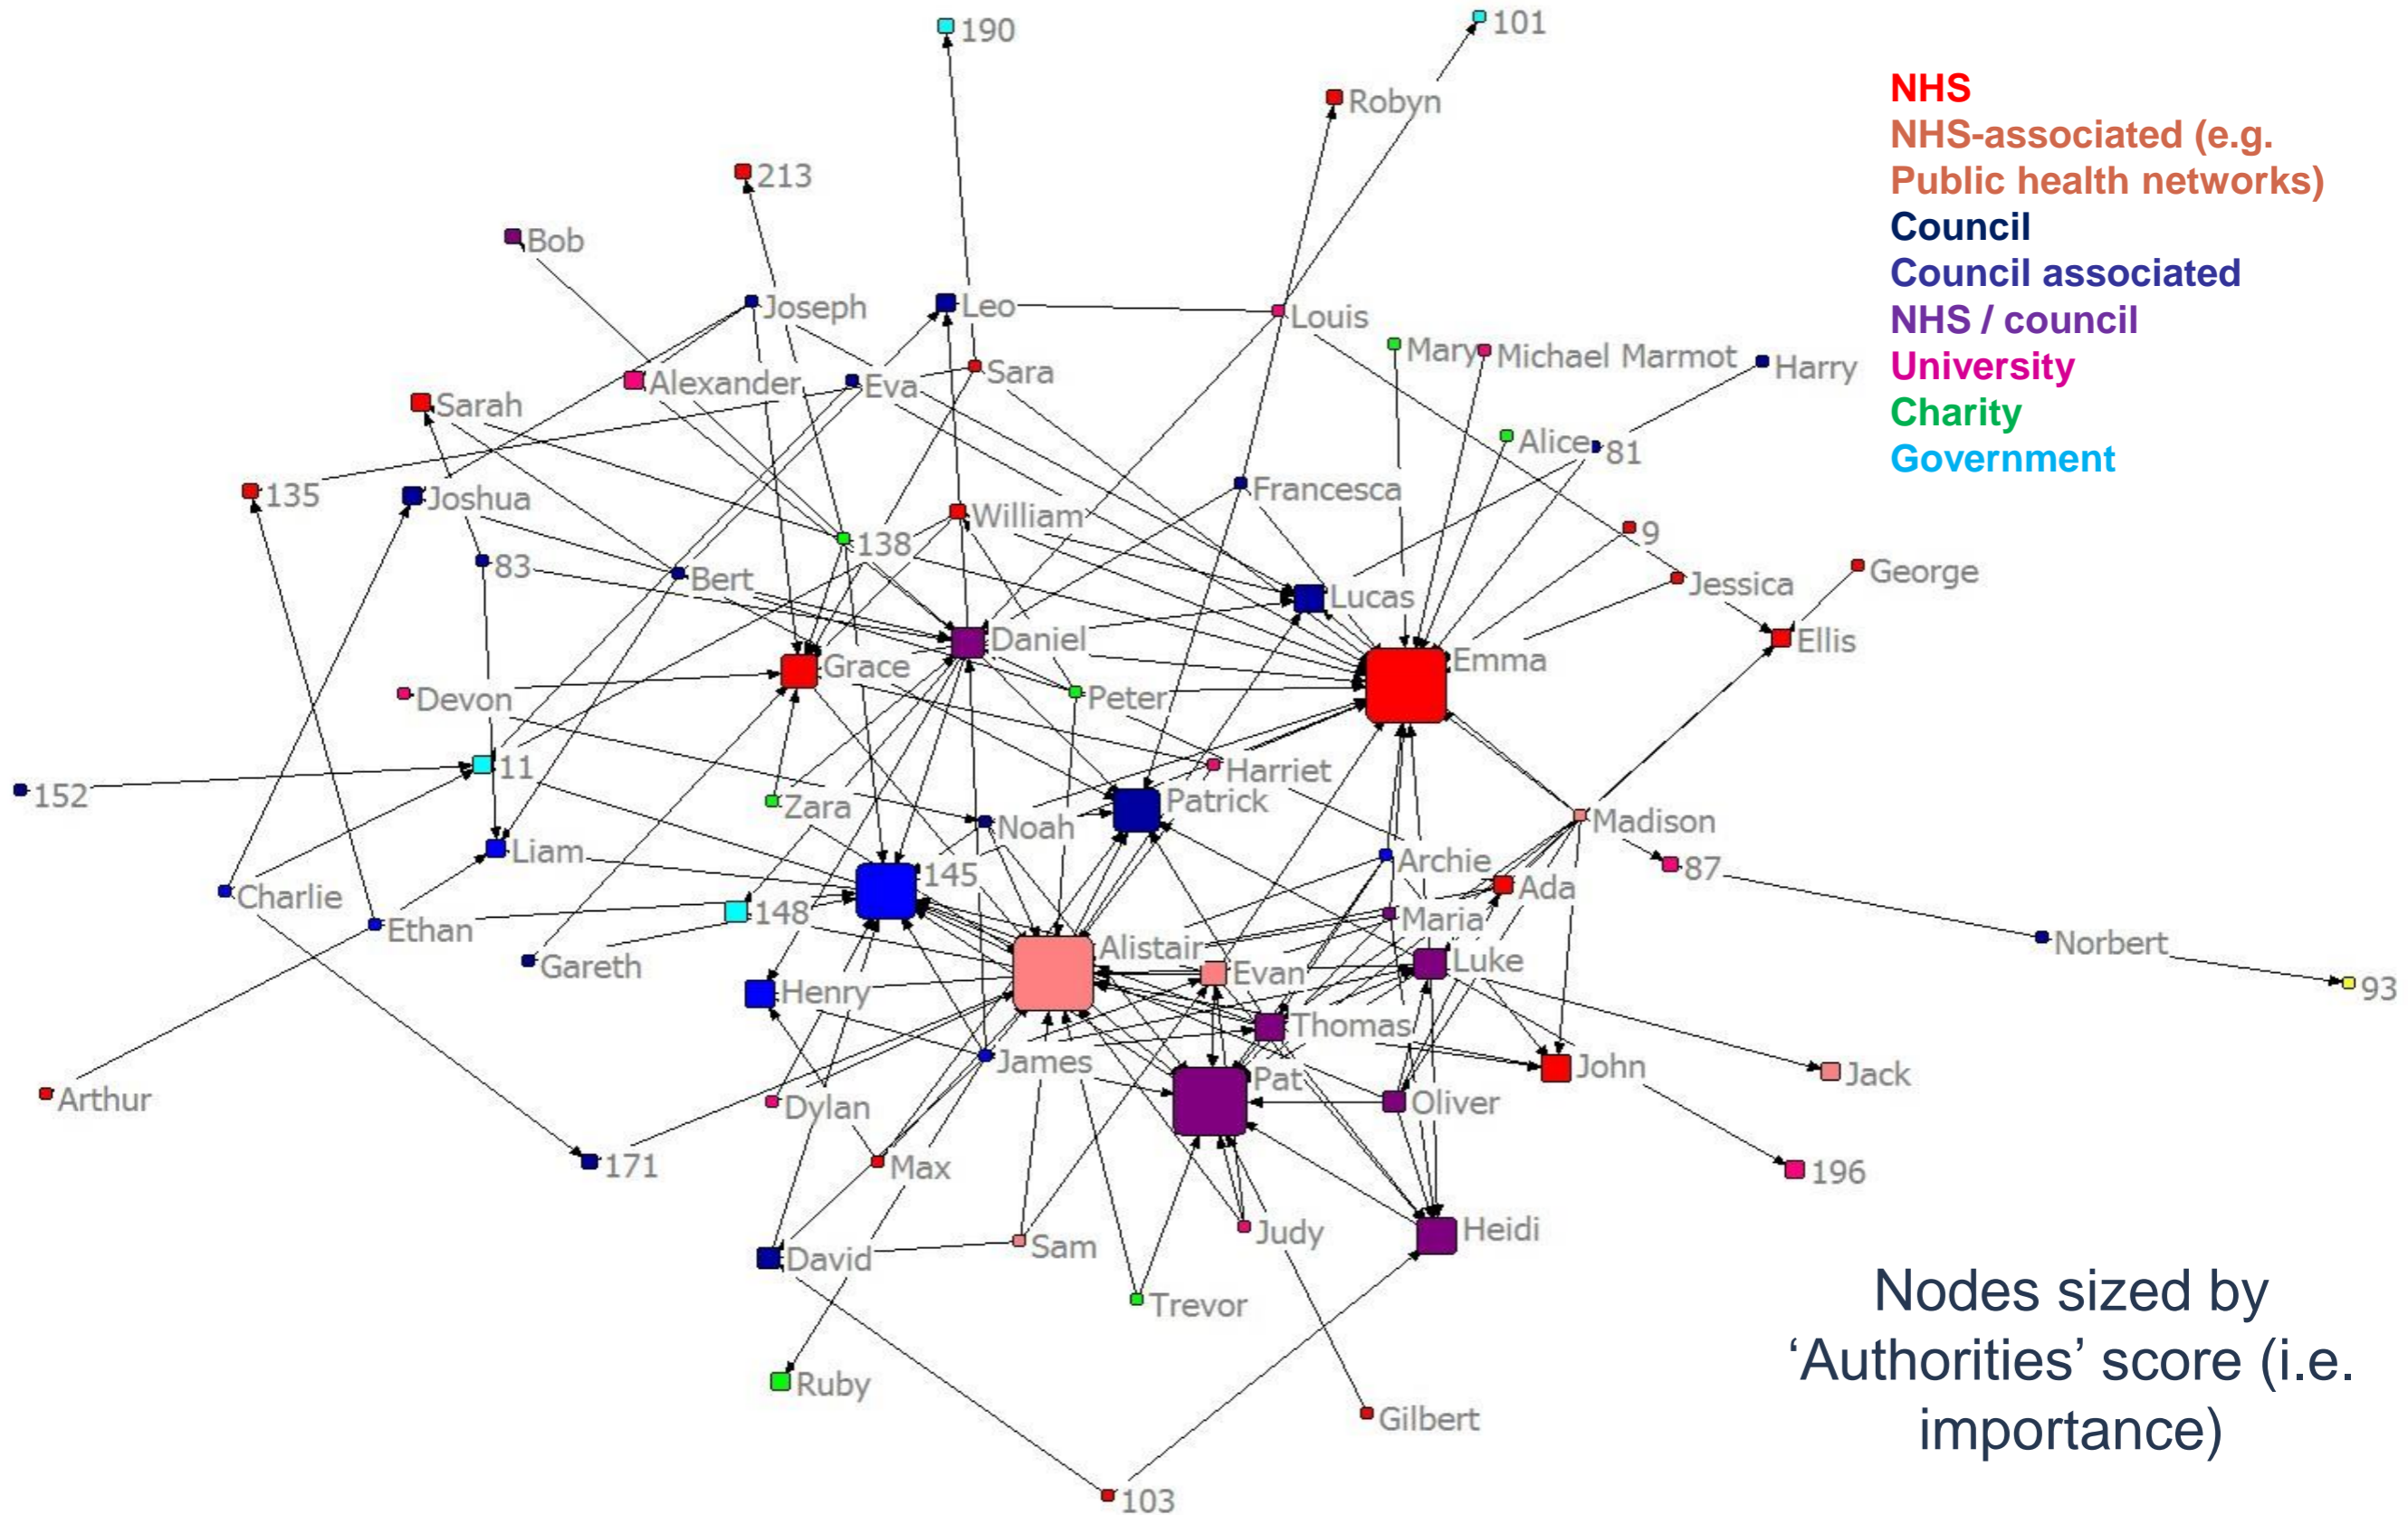 190
101
Robyn
213
Bob
Joseph
Leo
Louis
Mary
Michael Marmot
Harry
Sara
Alexander
Eva
Sarah
Alice
81
135
Joshua
Francesca
William
9
138
83
Bert
George
Jessica
Lucas
Daniel
Ellis
Emma
Grace
Devon
Peter
11
Harriet
152
Zara
Patrick
Noah
Madison
Liam
Archie
87
145
Ada
Charlie
148
Maria
Ethan
Alistair
Norbert
Gareth
Evan
Luke
93
Henry
Thomas
James
Pat
John
Jack
Arthur
Dylan
Oliver
171
Max
196
Judy
Heidi
Sam
David
Trevor
Ruby
Gilbert
103
NHS
NHS-associated (e.g.
Public health networks)
Council
Council associated
NHS / council
University
Charity
Government
Nodes sized by
‘Authorities’ score (i.e.
importance)